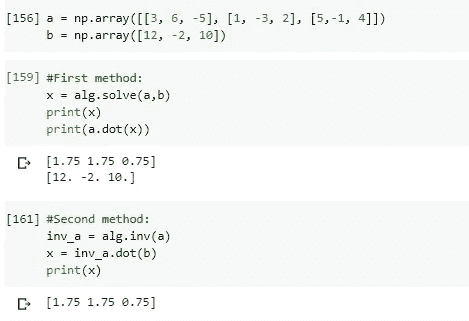 [156] a = np.array([[3, 6, -5], [1, -3, 2], [5,-1, 4]])
b = np.array([12, -2, 10])
[159] #First method:
x = alg.solve(a,b)
print(x)
print(a.dot(x))
[1.75 1.75 0.75]
[12. -2. 10.]
[161] #Second method:
inv_a = alg.inv(a)
x = inv_a.dot(b)
print(x)
[1.75 1.75 0.75]